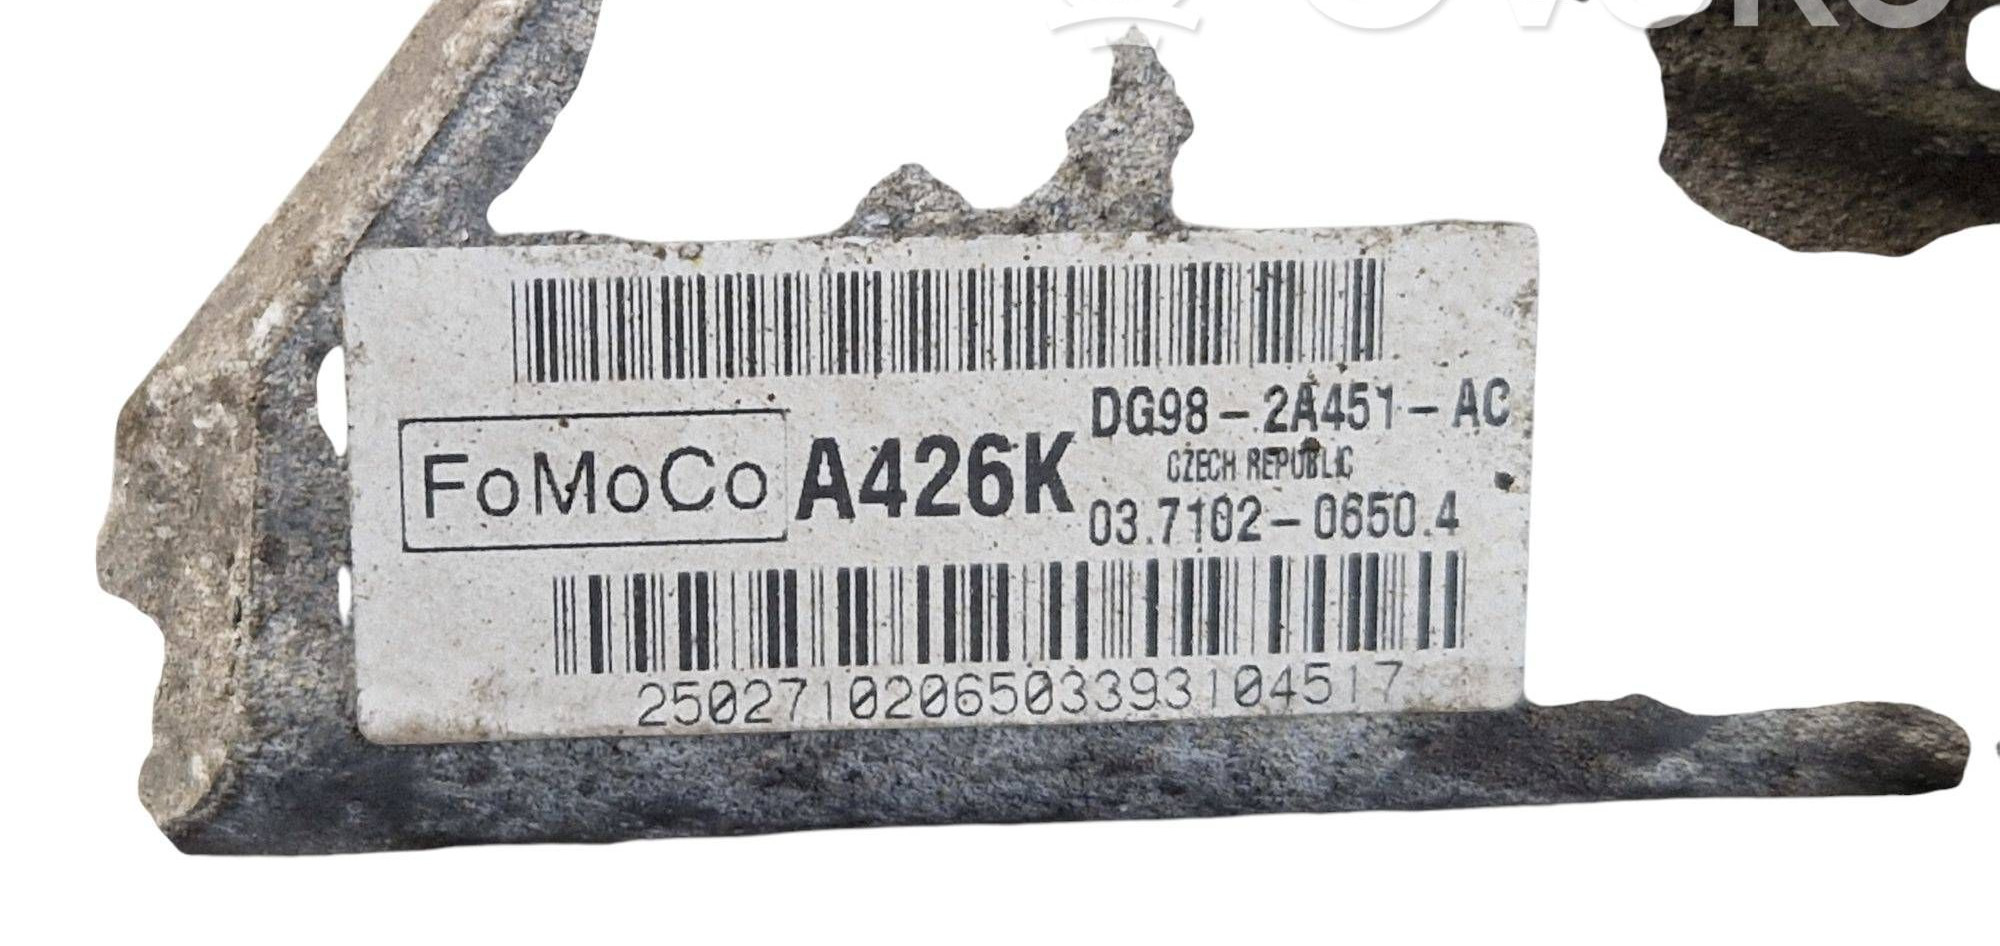 FoMoCo A426K
DG98-2A451-AC
CZECH REPUBLIC
03.7102-0650.4
2502710206503393104517